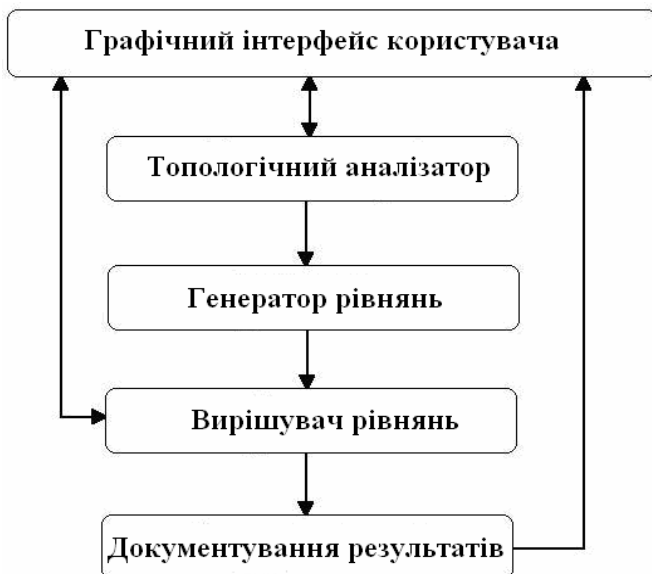 Графічний інтерфейс користувача
Топологічний аналізатор
Генератор рівнянь
Вирішувач рівнянь
Документування результатів